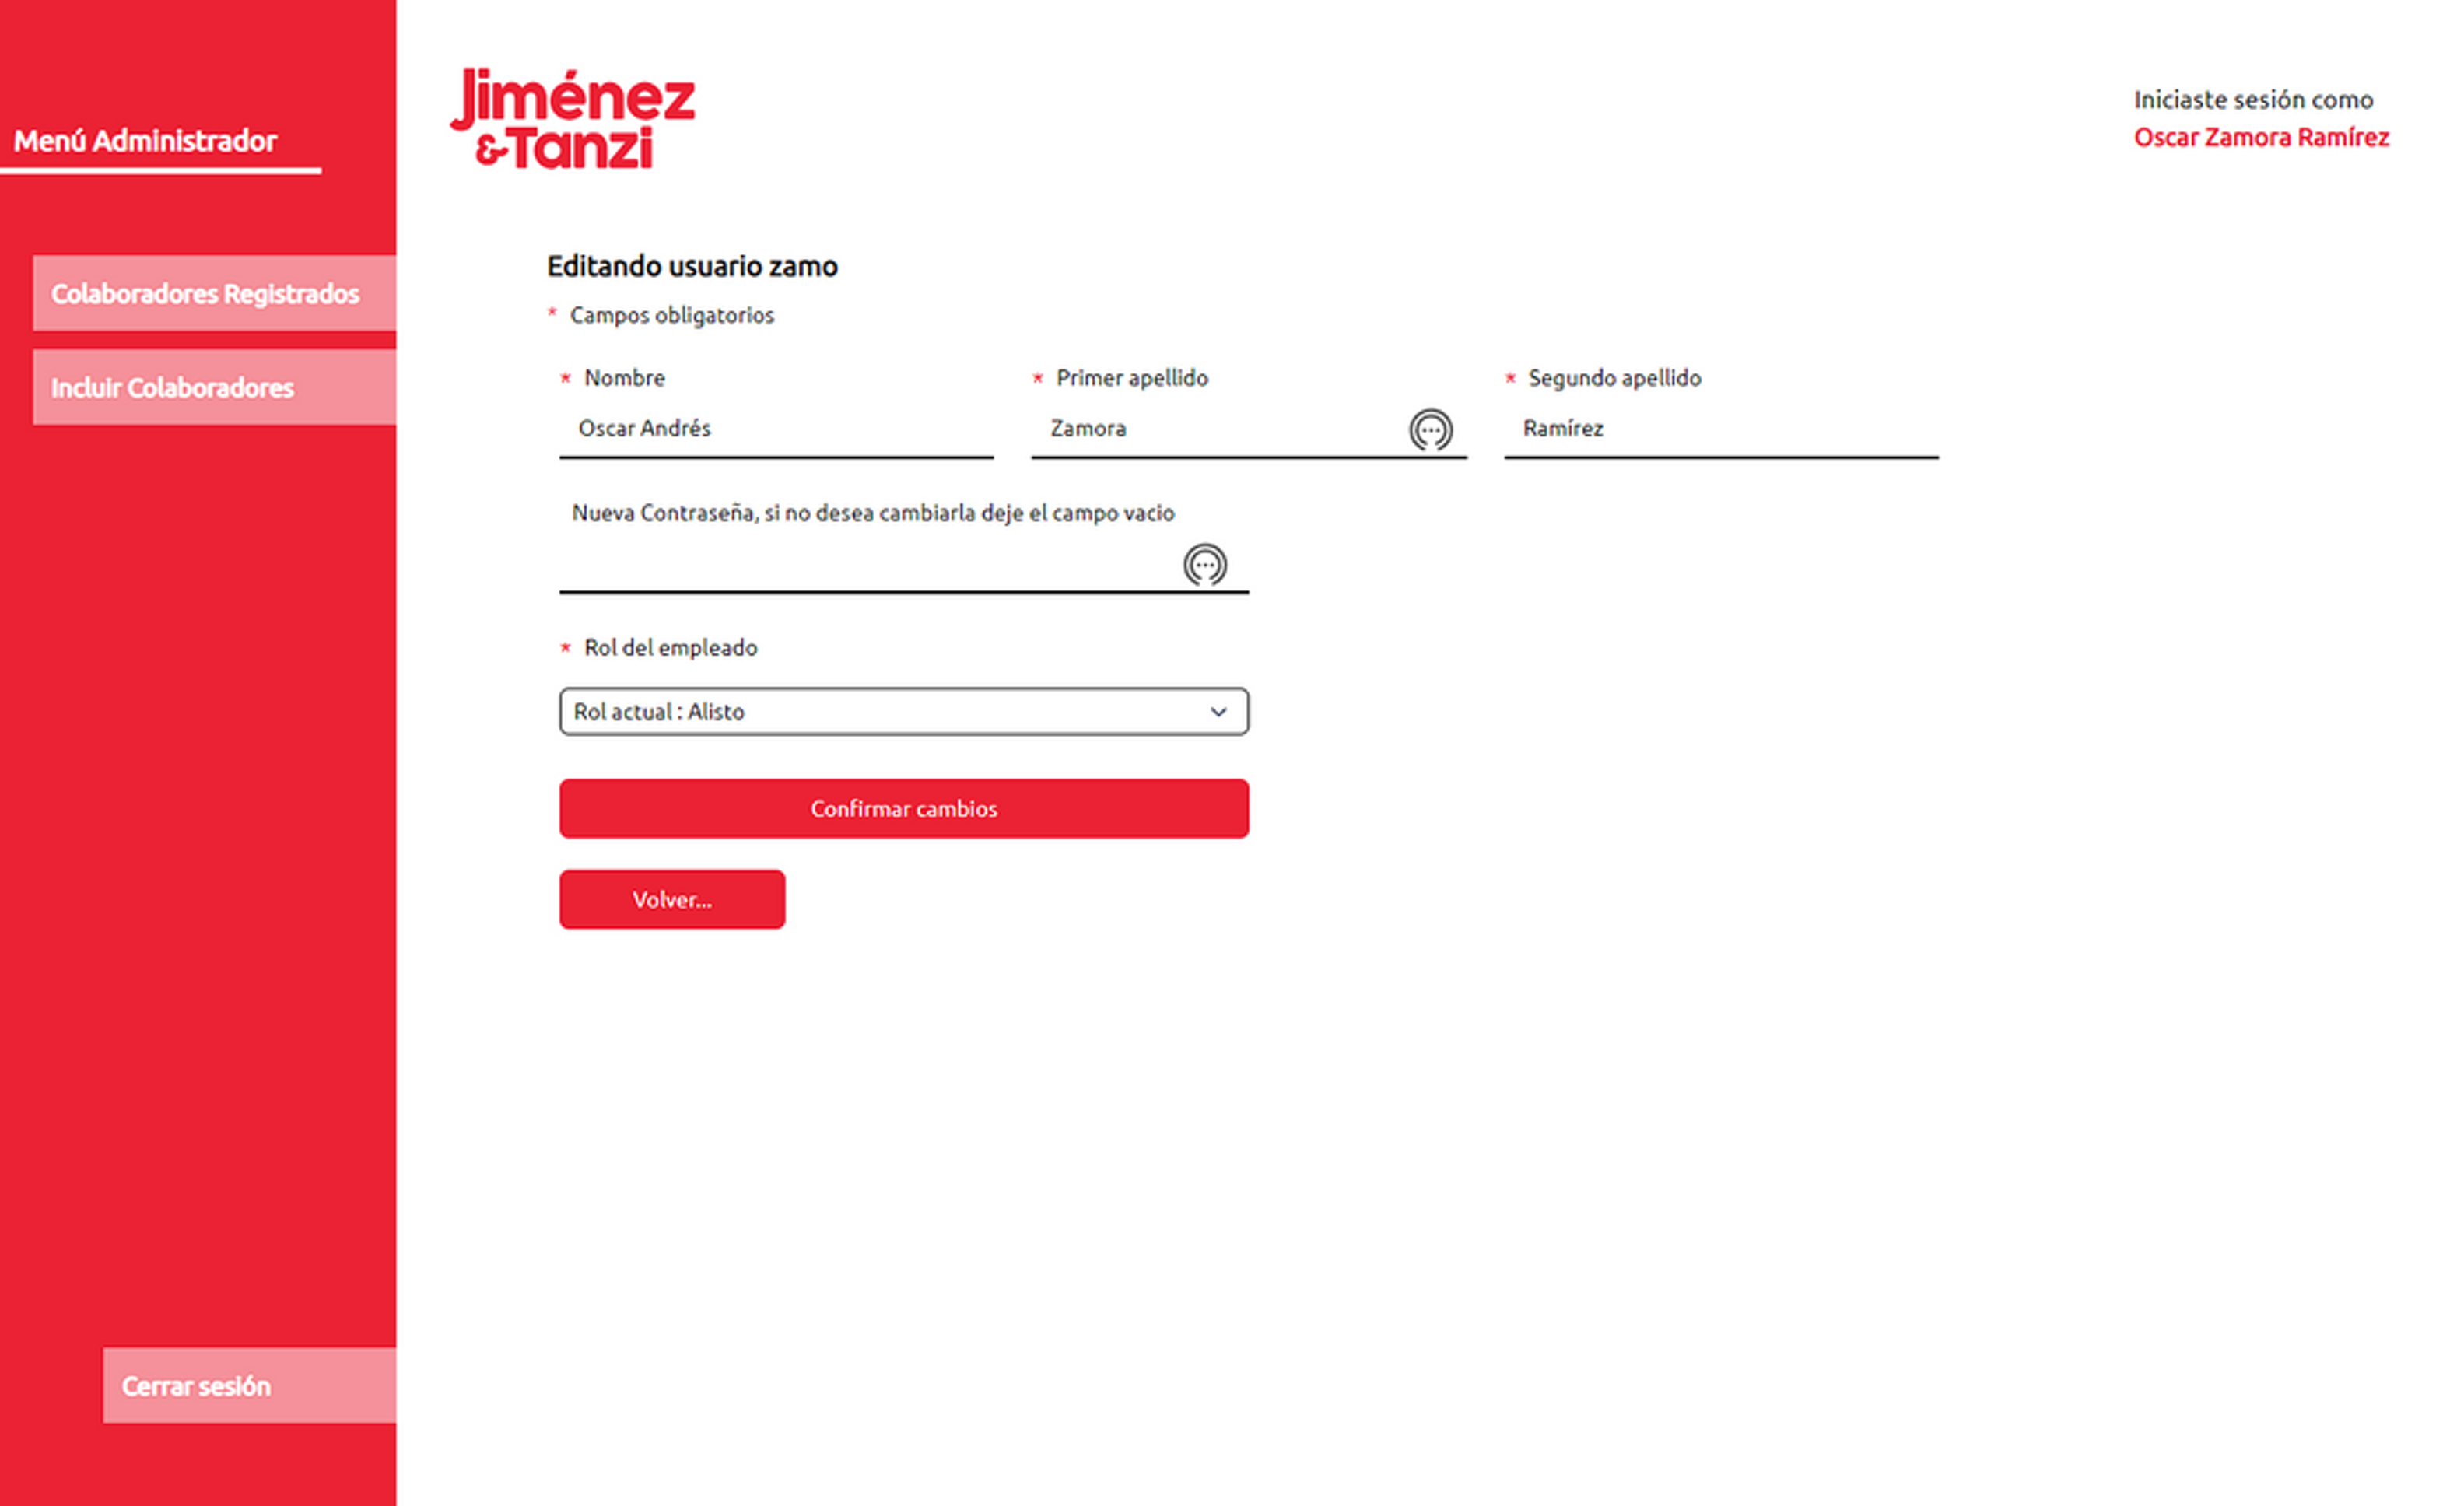 Menú Administrador
Colaboradores Registrados
Incluir Colaboradores
Cerrar sesión
Jiménez
&Tanzi
Iniciaste sesión como
Oscar Zamora Ramírez
Editando usuario zamo
* Campos obligatorios
* Nombre
Oscar Andrés
* Primer apellido
Zamora
* Segundo apellido
Ramírez
Nueva Contraseña, si no desea cambiarla deje el campo vacio
* Rol del empleado
Rol actual : Alisto
Confirmar cambios
Volver...